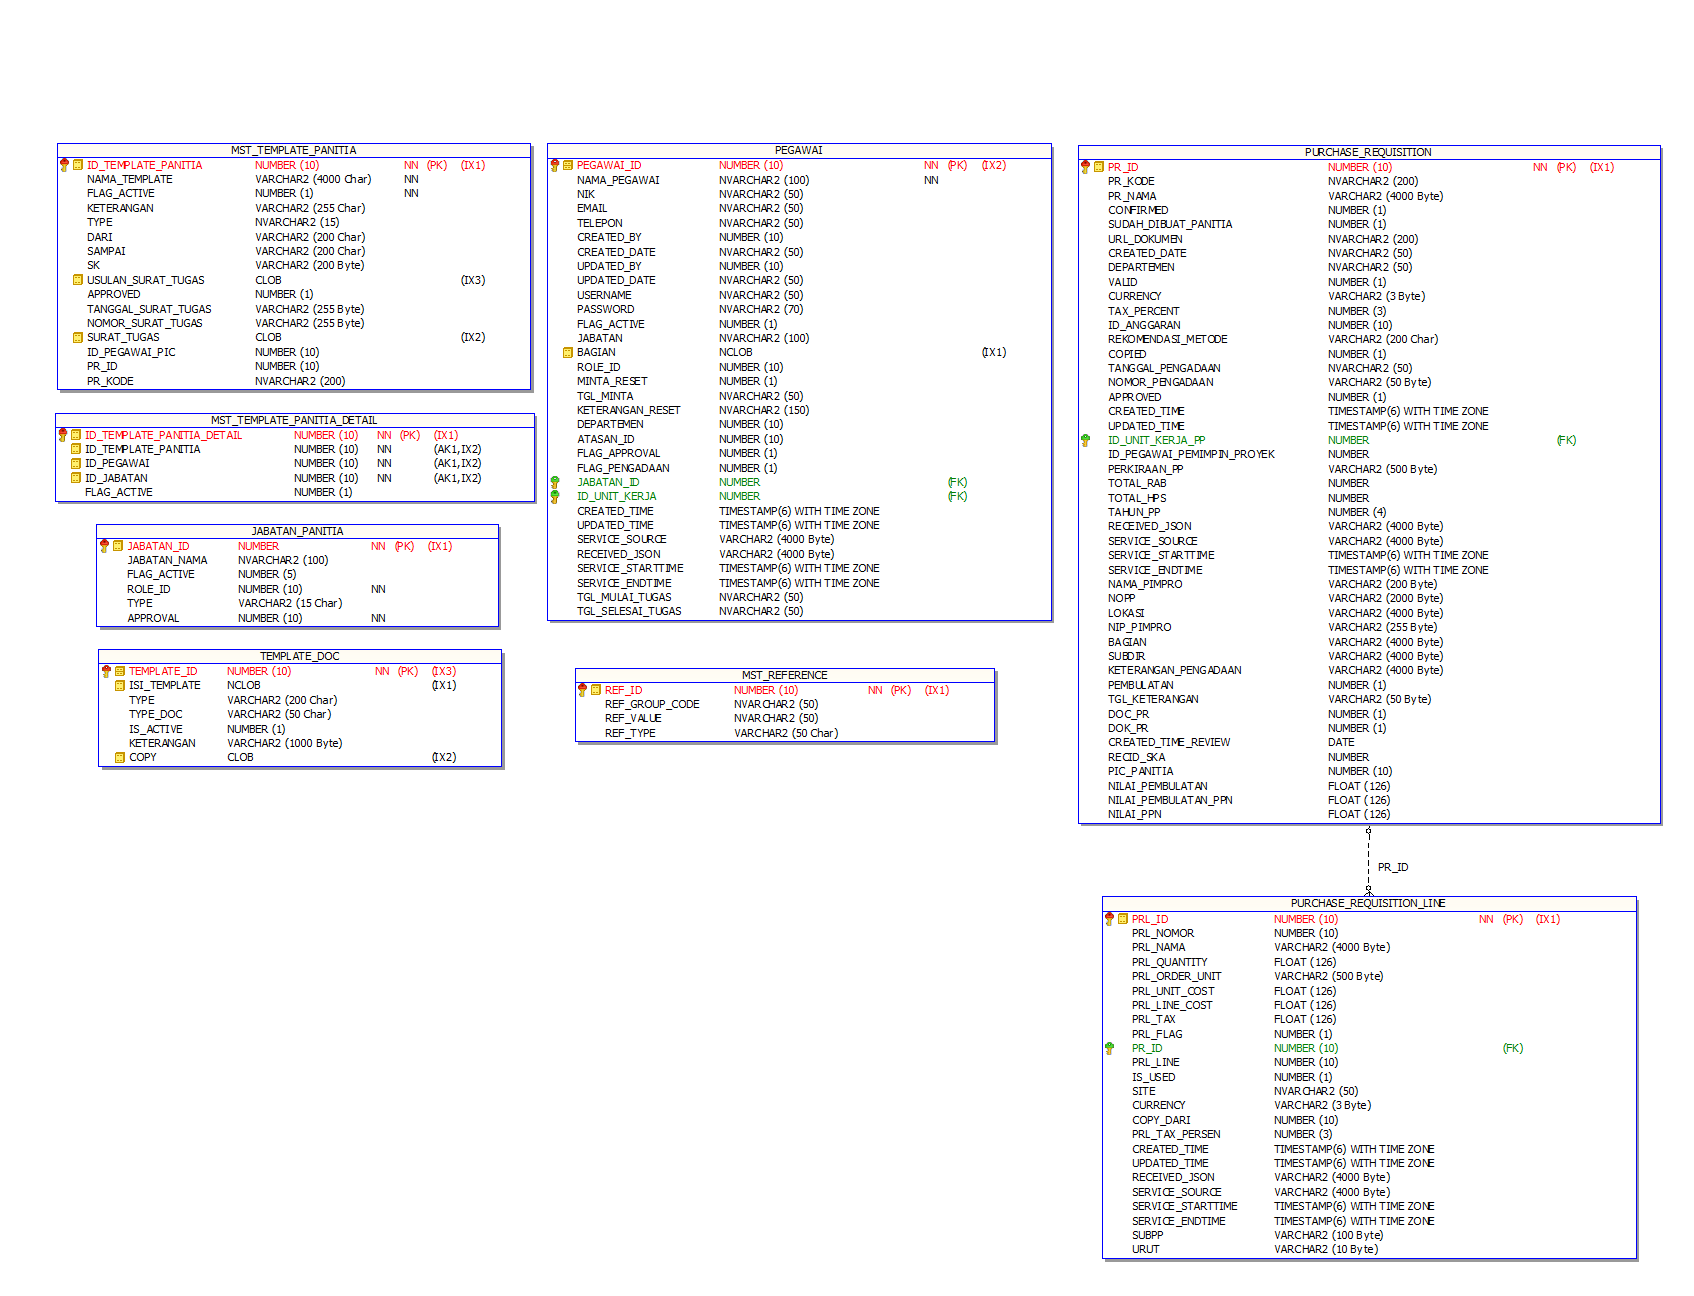 MST_TEMPLATE_PANITIA
ID_TEMPLATE_PANITIA NUMBER (10) NN (PK) (IX1)
NAMA_TEMPLATE VARCHAR2 (4000 Char) NN
FLAG_ACTIVE NUMBER (1) NN
KETERANGAN VARCHAR2 (255 Char)
TYPE NVARCHAR2 (15)
DARI VARCHAR2 (200 Char)
SAMPAI VARCHAR2 (200 Char)
SK VARCHAR2 (200 Byte)
USULAN_SURAT_TUGAS CLOB (IX3)
APPROVED NUMBER (1)
TANGGAL_SURAT_TUGAS VARCHAR2 (255 Byte)
NOMOR_SURAT_TUGAS VARCHAR2 (255 Byte)
SURAT_TUGAS CLOB (IX2)
ID_PEGAWAI_PIC NUMBER (10)
PR_ID NUMBER (10)
PR_KODE NVARCHAR2 (200)
MST_TEMPLATE_PANITIA_DETAIL
ID_TEMPLATE_PANITIA_DETAIL NUMBER (10) NN (PK) (IX1)
ID_TEMPLATE_PANITIA NUMBER (10) NN (AK1,IX2)
ID_PEGAWAI NUMBER (10) NN (AK1,IX2)
ID_JABATAN NUMBER (10) NN (AK1,IX2)
FLAG_ACTIVE NUMBER (1)
JABATAN_PANITIA
JABATAN_ID NUMBER NN (PK) (IX1)
JABATAN_NAMA NVARCHAR2 (100)
FLAG_ACTIVE NUMBER (5)
ROLE_ID NUMBER (10) NN
TYPE VARCHAR2 (15 Char)
APPROVAL NUMBER (10) NN
TEMPLATE_DOC
TEMPLATE_ID NUMBER (10) NN (PK) (IX3)
ISI_TEMPLATE NCLOB (IX1)
TYPE VARCHAR2 (200 Char)
TYPE_DOC VARCHAR2 (50 Char)
IS_ACTIVE NUMBER (1)
KETERANGAN VARCHAR2 (1000 Byte)
COPY CLOB (IX2)
PEGAWAI
PEGAWAI_ID NUMBER (10) NN (PK) (IX2)
NAMA_PEGAWAI NVARCHAR2 (100) NN
NIK NVARCHAR2 (50)
EMAIL NVARCHAR2 (50)
TELEPON NVARCHAR2 (50)
CREATED_BY NUMBER (10)
CREATED_DATE NVARCHAR2 (50)
UPDATED_BY NUMBER (10)
UPDATED_DATE NVARCHAR2 (50)
USERNAME NVARCHAR2 (50)
PASSWORD NVARCHAR2 (70)
FLAG_ACTIVE NUMBER (1)
JABATAN NVARCHAR2 (100)
BAGIAN NCLOB (IX1)
ROLE_ID NUMBER (10)
MINTA_RESET NUMBER (1)
TGL_MINTA NVARCHAR2 (50)
KETERANGAN_RESET NVARCHAR2 (150)
DEPARTEMEN NUMBER (10)
ATASAN_ID NUMBER (10)
FLAG_APPROVAL NUMBER (1)
FLAG_PENGADAAN NUMBER (1)
JABATAN_ID NUMBER (FK)
ID_UNIT_KERJA NUMBER (FK)
CREATED_TIME TIMESTAMP(6) WITH TIME ZONE
UPDATED_TIME TIMESTAMP(6) WITH TIME ZONE
SERVICE_SOURCE VARCHAR2 (4000 Byte)
RECEIVED_JSON VARCHAR2 (4000 Byte)
SERVICE_STARTTIME TIMESTAMP(6) WITH TIME ZONE
SERVICE_ENDTIME TIMESTAMP(6) WITH TIME ZONE
TGL_MULAI_TUGAS NVARCHAR2 (50)
TGL_SELESAI_TUGAS NVARCHAR2 (50)
MST_REFERENCE
REF_ID NUMBER (10) NN (PK) (IX1)
REF_GROUP_CODE NVARCHAR2 (50)
REF_VALUE NVARCHAR2 (50)
REF_TYPE VARCHAR2 (50 Char)
PURCHASE_REQUISITION
PR_ID NUMBER (10) NN (PK) (IX1)
PR_KODE NVARCHAR2 (200)
PR_NAMA VARCHAR2 (4000 Byte)
CONFIRMED NUMBER (1)
SUDAH_DIBUAT_PANITIA NUMBER (1)
URL_DOKUMEN NVARCHAR2 (200)
CREATED_DATE NVARCHAR2 (50)
DEPARTEMEN NVARCHAR2 (50)
VALID NUMBER (1)
CURRENCY VARCHAR2 (3 Byte)
TAX_PERCENT NUMBER (3)
ID_ANGGARAN NUMBER (10)
REKOMENDASI_METODE VARCHAR2 (200 Char)
COPIED NUMBER (1)
TANGGAL_PENGADAAN NVARCHAR2 (50)
NOMOR_PENGADAAN VARCHAR2 (50 Byte)
APPROVED NUMBER (1)
CREATED_TIME TIMESTAMP(6) WITH TIME ZONE
UPDATED_TIME TIMESTAMP(6) WITH TIME ZONE
ID_UNIT_KERJA_PP NUMBER (FK)
ID_PEGAWAI_PEMIMPIN_PROYEK NUMBER
PERKIRAAN_PP VARCHAR2 (500 Byte)
TOTAL_RAB NUMBER
TOTAL_HPS NUMBER
TAHUN_PP NUMBER (4)
RECEIVED_JSON VARCHAR2 (4000 Byte)
SERVICE_SOURCE VARCHAR2 (4000 Byte)
SERVICE_STARTTIME TIMESTAMP(6) WITH TIME ZONE
SERVICE_ENDTIME TIMESTAMP(6) WITH TIME ZONE
NAMA_PIMPRO VARCHAR2 (200 Byte)
NOPP VARCHAR2 (2000 Byte)
LOKASI VARCHAR2 (4000 Byte)
NIP_PIMPRO VARCHAR2 (255 Byte)
BAGIAN VARCHAR2 (4000 Byte)
SUBDIR VARCHAR2 (4000 Byte)
KETERANGAN_PENGADAAN VARCHAR2 (4000 Byte)
PEMBULATAN NUMBER (1)
TGL_KETERANGAN VARCHAR2 (50 Byte)
DOC_PR NUMBER (1)
DOK_PR NUMBER (1)
CREATED_TIME_REVIEW DATE
RECID_SKA NUMBER
PIC_PANITIA NUMBER (10)
NILAI_PEMBULATAN FLOAT (126)
NILAI_PEMBULATAN_PPN FLOAT (126)
NILAI_PPN FLOAT (126)
PR_ID
PURCHASE_REQUISITION_LINE
PRL_ID NUMBER (10) NN (PK) (IX1)
PRL_NOMOR NUMBER (10)
PRL_NAMA VARCHAR2 (4000 Byte)
PRL_QUANTITY FLOAT (126)
PRL_ORDER_UNIT VARCHAR2 (500 Byte)
PRL_UNIT_COST FLOAT (126)
PRL_LINE_COST FLOAT (126)
PRL_TAX FLOAT (126)
PRL_FLAG NUMBER (1)
PR_ID NUMBER (10) (FK)
PRL_LINE NUMBER (10)
IS_USED NUMBER (1)
SITE NVARCHAR2 (50)
CURRENCY VARCHAR2 (3 Byte)
COPY_DARI NUMBER (10)
PRL_TAX_PERSEN NUMBER (3)
CREATED_TIME TIMESTAMP(6) WITH TIME ZONE
UPDATED_TIME TIMESTAMP(6) WITH TIME ZONE
RECEIVED_JSON VARCHAR2 (4000 Byte)
SERVICE_SOURCE VARCHAR2 (4000 Byte)
SERVICE_STARTTIME TIMESTAMP(6) WITH TIME ZONE
SERVICE_ENDTIME TIMESTAMP(6) WITH TIME ZONE
SUBPP VARCHAR2 (100 Byte)
URUT VARCHAR2 (10 Byte)